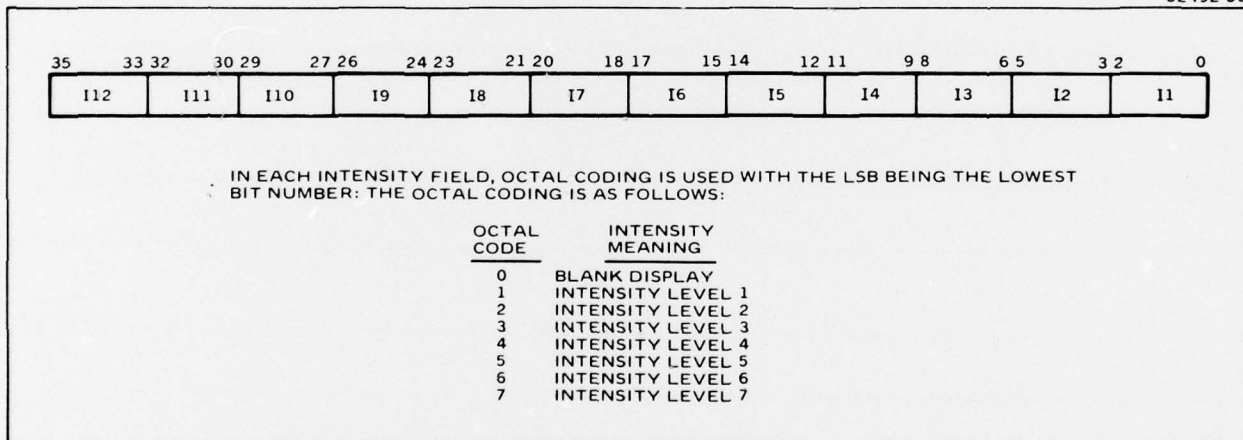 35 33 32 30 29 27 26 24 23 21 20 18 17 15 14 12 11 9 8 6 5 3 2 0
I12 I11 I10 I9 I8 I7 I6 I5 I4 I3 I2 I1
IN EACH INTENSITY FIELD, OCTAL CODING IS USED WITH THE LSB BEING THE LOWEST
BIT NUMBER: THE OCTAL CODING IS AS FOLLOWS:
OCTAL INTENSITY
CODE MEANING
0 BLANK DISPLAY
1 INTENSITY LEVEL 1
2 INTENSITY LEVEL 2
3 INTENSITY LEVEL 3
4 INTENSITY LEVEL 4
5 INTENSITY LEVEL 5
6 INTENSITY LEVEL 6
7 INTENSITY LEVEL 7